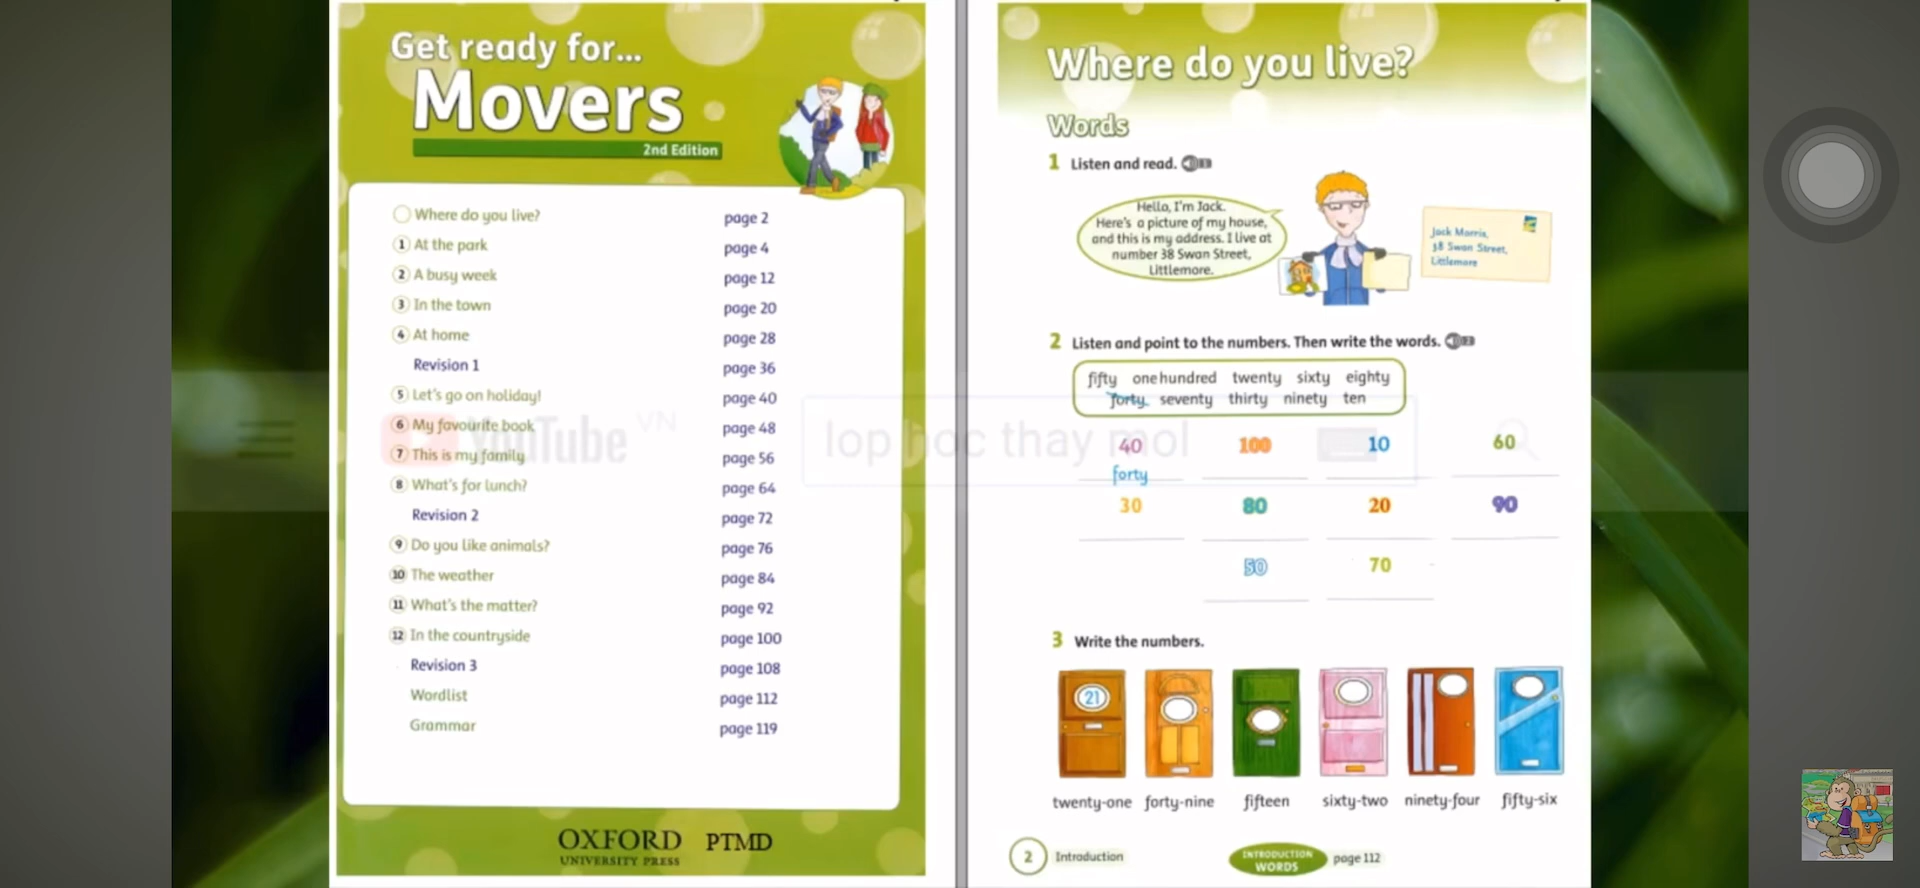 Get ready for...
Movers
2nd Edition
Where do you live? page 2
1 At the park page 4
2 A busy week page 12
3 In the town page 20
4 At home page 28
Revision 1 page 36
5 Let's go on holiday! page 40
6 My favourite book page 48
7 This is my family page 56
8 What's for lunch? page 64
Revision 2 page 72
9 Do you like animals? page 76
10 The weather page 84
11 What's the matter? page 92
12 In the countryside page 100
Revision 3 page 108
Wordlist page 112
Grammar page 119
OXFORD PTMD
UNIVERSITY PRESS
YouTube VN
lop hoc thay mol
Where do you live?
Words
1 Listen and read.
Hello, I'm Jack.
Here's a picture of my house,
and this is my address. I live at
number 38 Swan Street,
Littlemore.
Jack Morris,
38 Swan Street,
Littlemore
2 Listen and point to the numbers. Then write the words.
fifty one hundred twenty sixty eighty
forty seventy thirty ninety ten
40 100 10 60
forty
30 80 20 90
50 70
3 Write the numbers.
21
twenty-one forty-nine fifteen sixty-two ninety-four fifty-six
2 Introduction
INTRODUCTION
WORDS
page 112